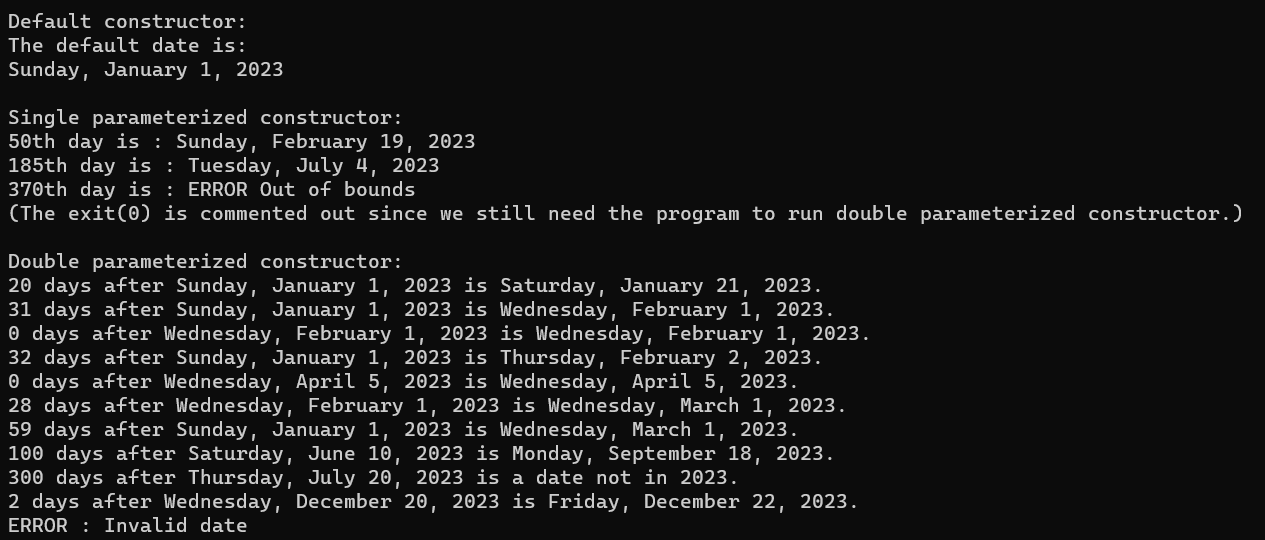 Default constructor:
The default date is:
Sunday, January 1, 2023
Single parameterized constructor:
50th day is : Sunday, February 19, 2023
185th day is : Tuesday, July 4, 2023
370th day is : ERROR Out of bounds
(The exit(0) is commented out since we still need the program to run double parameterized constructor.)
Double parameterized constructor:
20 days after Sunday, January 1, 2023 is Saturday, January 21, 2023.
31 days after Sunday, January 1, 2023 is Wednesday, February 1, 2023.
0 days after Wednesday, February 1, 2023 is Wednesday, February 1, 2023.
32 days after Sunday, January 1, 2023 is Thursday, February 2, 2023.
0 days after Wednesday, April 5, 2023 is Wednesday, April 5, 2023.
28 days after Wednesday, February 1, 2023 is Wednesday, March 1, 2023.
59 days after Sunday, January 1, 2023 is Wednesday, March 1, 2023.
100 days after Saturday, June 10, 2023 is Monday, September 18, 2023.
300 days after Thursday, July 20, 2023 is a date not in 2023.
2 days after Wednesday, December 20, 2023 is Friday, December 22, 2023.
ERROR : Invalid date